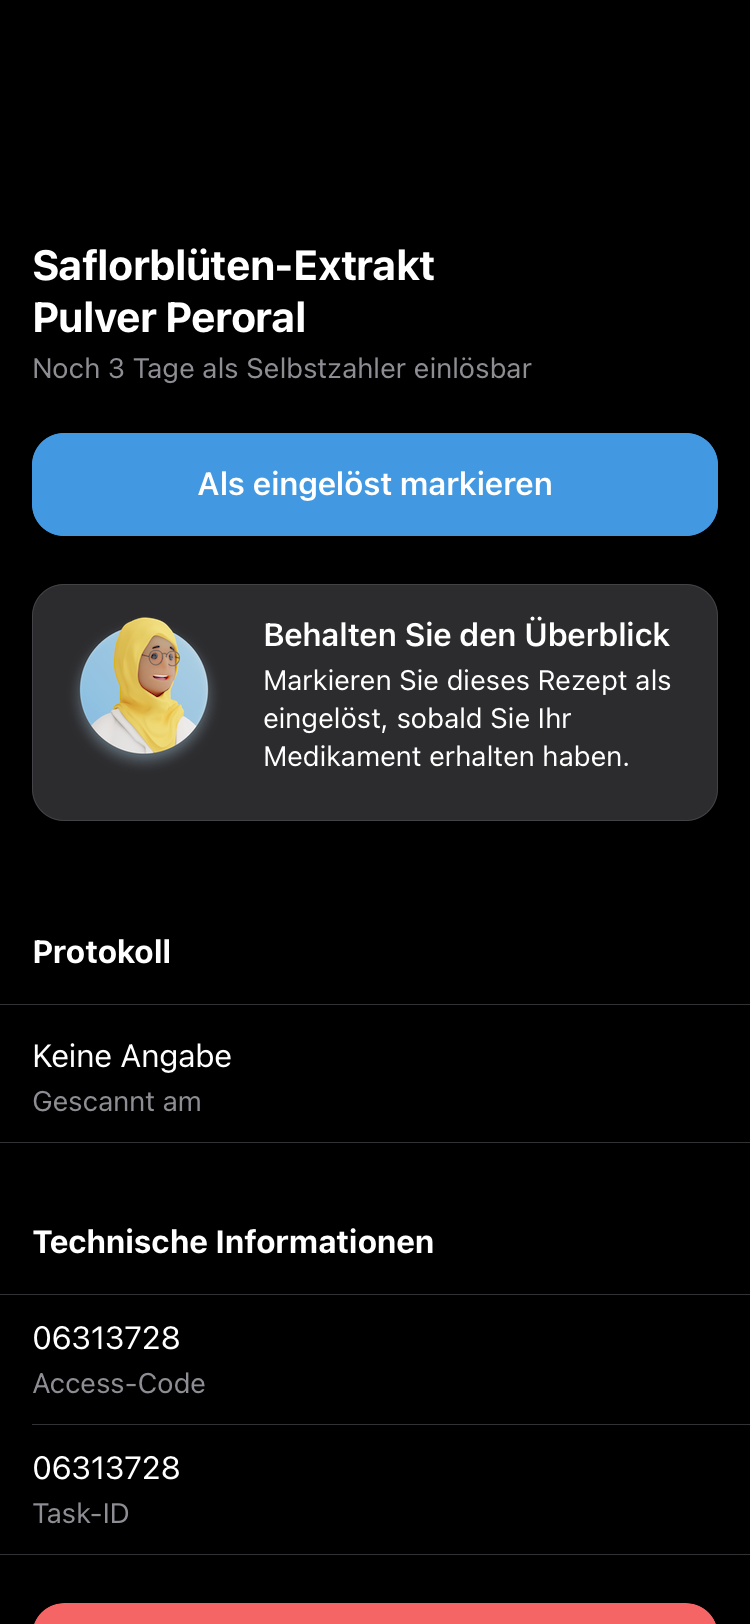 Saflorblüten-Extrakt
Pulver Peroral
Noch 3 Tage als Selbstzahler einlösbar
Als eingelöst markieren
Behalten Sie den Überblick
Markieren Sie dieses Rezept als
eingelöst, sobald Sie Ihr
Medikament erhalten haben.
Protokoll
Keine Angabe
Gescannt am
Technische Informationen
06313728
Access-Code
06313728
Task-ID